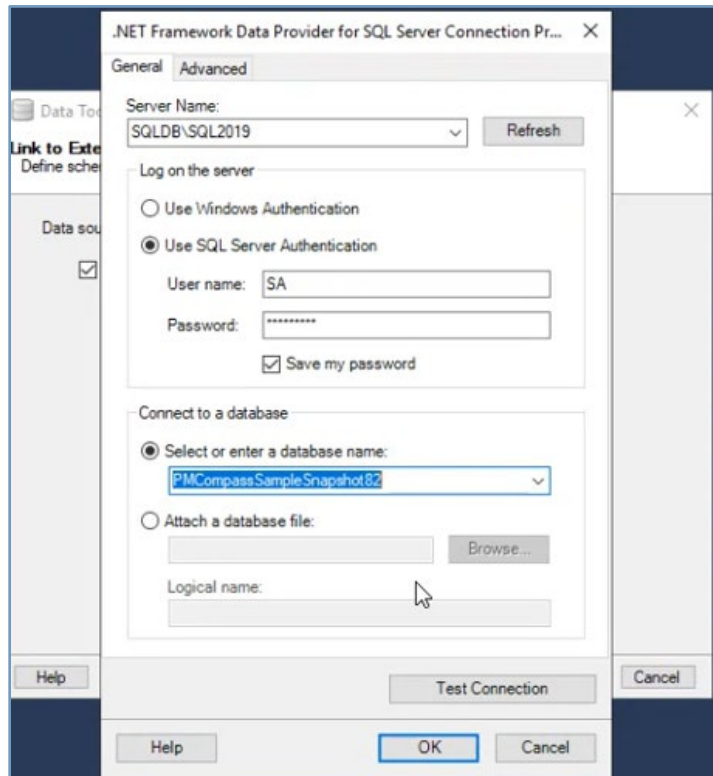 .NET Framework Data Provider for SQL Server Connection Pr...
General Advanced
Data Too
Server Name:
SQLDB\SQL2019 Refresh
Link to Exte
Define sche
Log on the server
Use Windows Authentication
Data sou
Use SQL Server Authentication
User name: SA
Password: *********
Save my password
Connect to a database
Select or enter a database name:
PMCompassSampleSnapshot82
Attach a database file:
Browse...
Logical name:
Help Cancel
Test Connection
Help OK Cancel